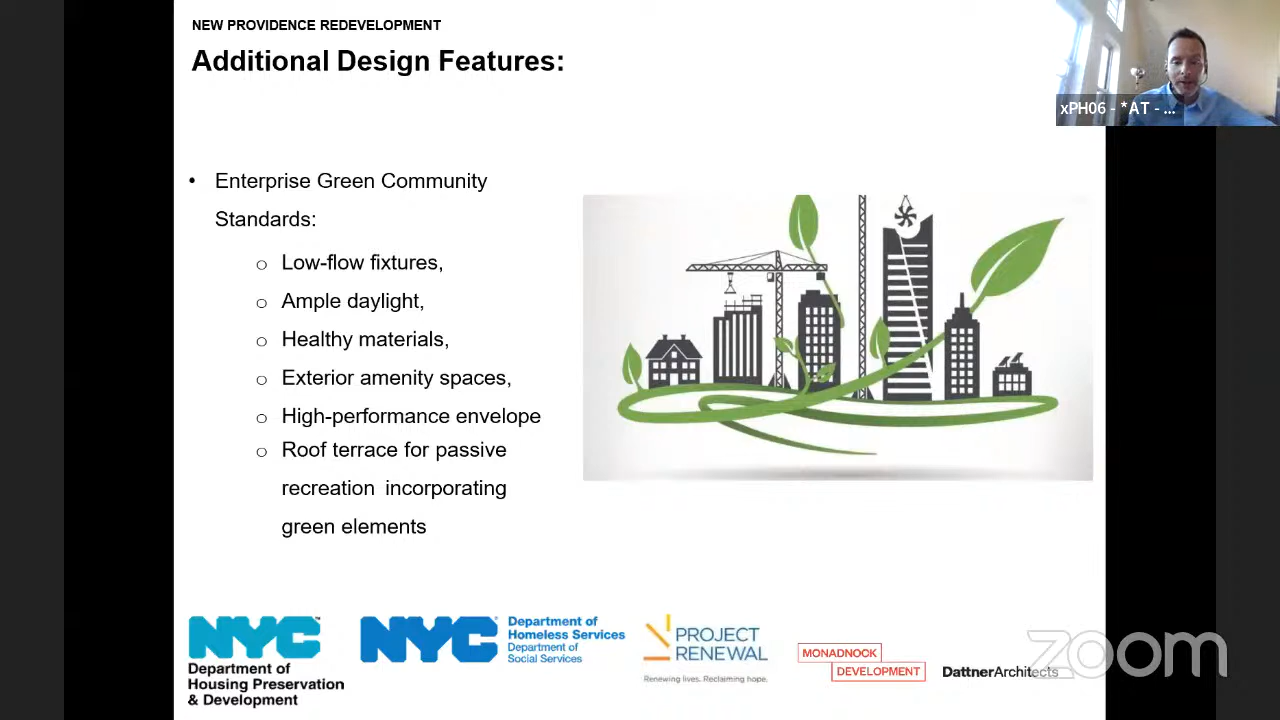 NEW PROVIDENCE REDEVELOPMENT
Additional Design Features:
xPH06 - *AT - ...
• Enterprise Green Community
Standards:
o Low-flow fixtures,
o Ample daylight,
o Healthy materials,
o Exterior amenity spaces,
o High-performance envelope
o Roof terrace for passive
recreation incorporating
green elements
NYC
Department of
Housing Preservation
& Development
NYC
Department of
Homeless Services
Department of
Social Services
PROJECT
RENEWAL
Renewing lives. Reclaiming hope.
MONADNOCK
DEVELOPMENT
DattnerArchitects
zoom